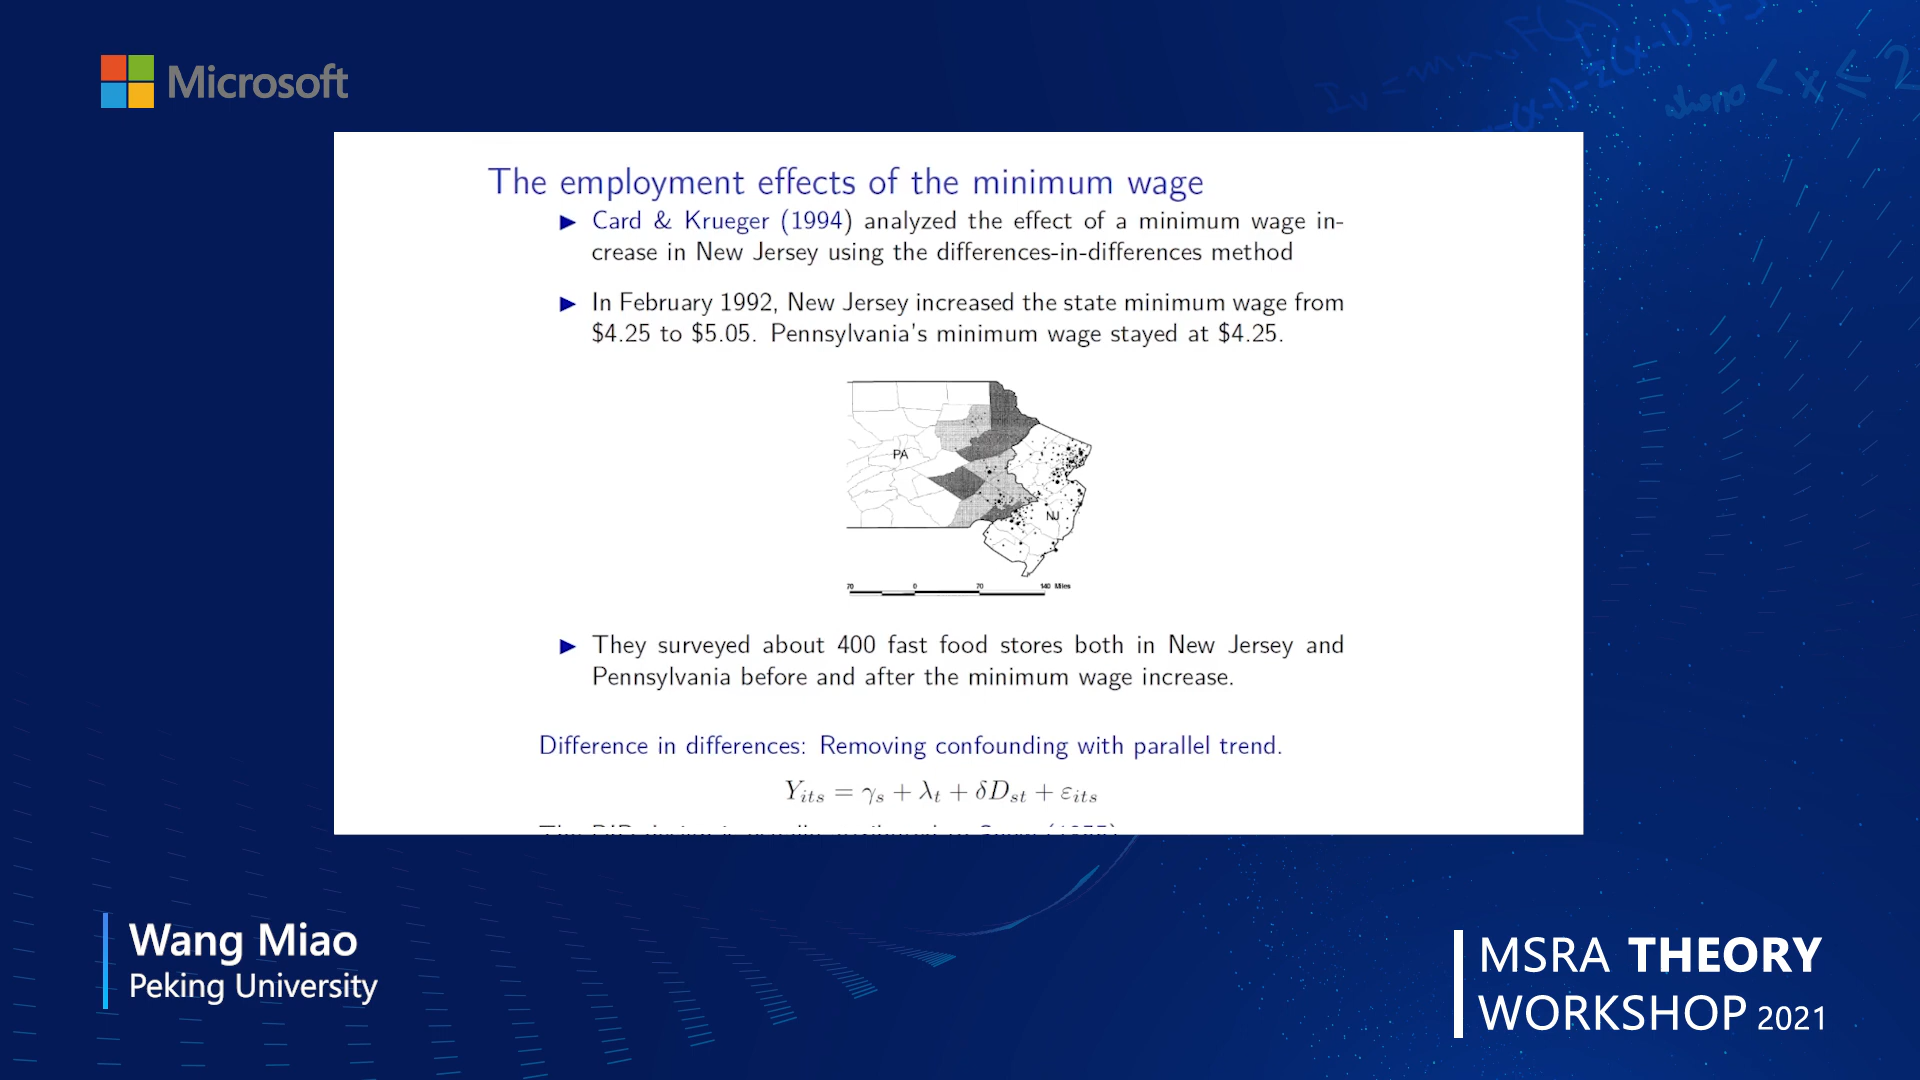 Microsoft
The employment effects of the minimum wage
▶ Card & Krueger (1994) analyzed the effect of a minimum wage in-
crease in New Jersey using the differences-in-differences method
▶ In February 1992, New Jersey increased the state minimum wage from
$4.25 to $5.05. Pennsylvania's minimum wage stayed at $4.25.
PA
NJ
70 0 70 140 Miles
▶ They surveyed about 400 fast food stores both in New Jersey and
Pennsylvania before and after the minimum wage increase.
Difference in differences: Removing confounding with parallel trend.
Y_{its} = γ_s + λ_t + δD_{st} + ε_{its}
Wang Miao
Peking University
MSRA THEORY
WORKSHOP 2021